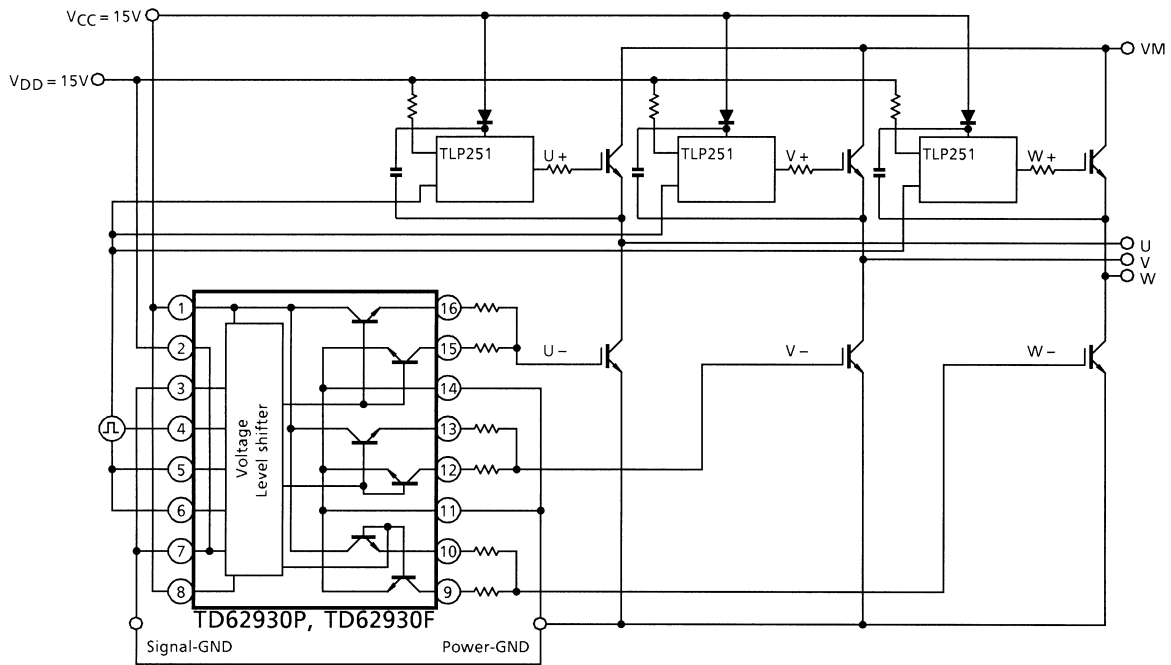 VCC = 15V
VM
VDD = 15V
TLP251
U+
TLP251
V+
TLP251
W+
U
V
W
1
16
2
15
U−
V−
W−
3
14
4
13
Voltage
Level shifter
5
12
6
11
7
10
8
9
TD62930P, TD62930F
Signal-GND
Power-GND